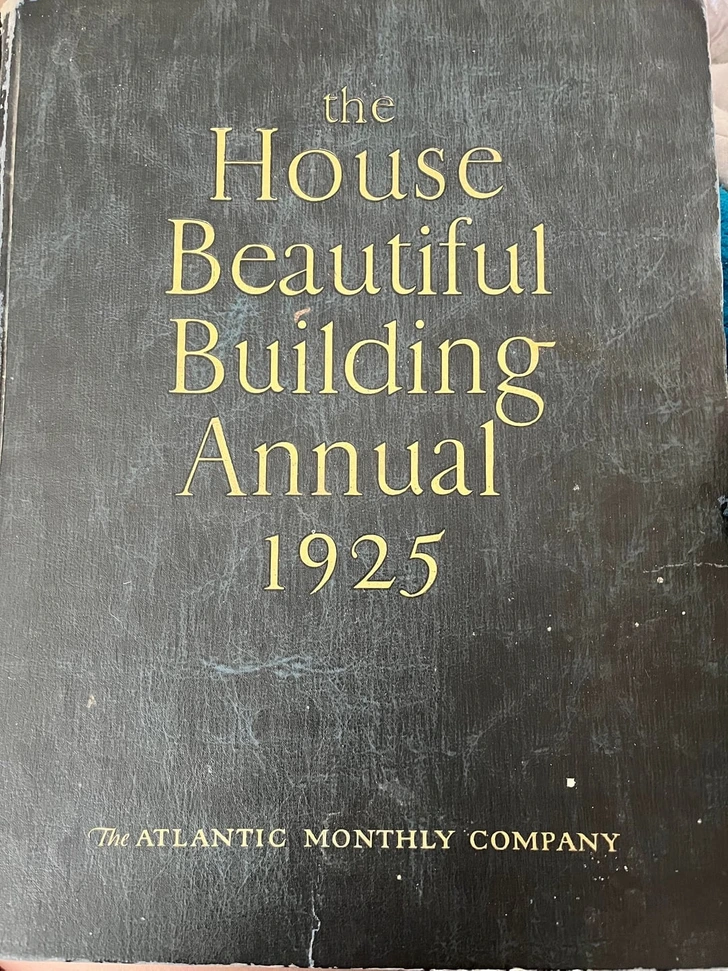 the
House
Beautiful
Building
Annual
1925
The ATLANTIC MONTHLY COMPANY